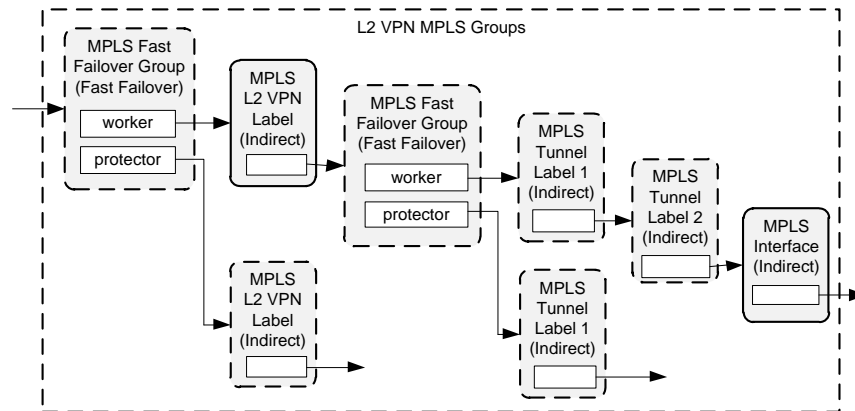 L2 VPN MPLS Groups
MPLS Fast
Failover Group
(Fast Failover)
worker
protector
MPLS
L2 VPN
Label
(Indirect)
MPLS Fast
Failover Group
(Fast Failover)
worker
protector
MPLS
Tunnel
Label 1
(Indirect)
MPLS
Tunnel
Label 2
(Indirect)
MPLS
Interface
(Indirect)
MPLS
L2 VPN
Label
(Indirect)
MPLS
Tunnel
Label 1
(Indirect)